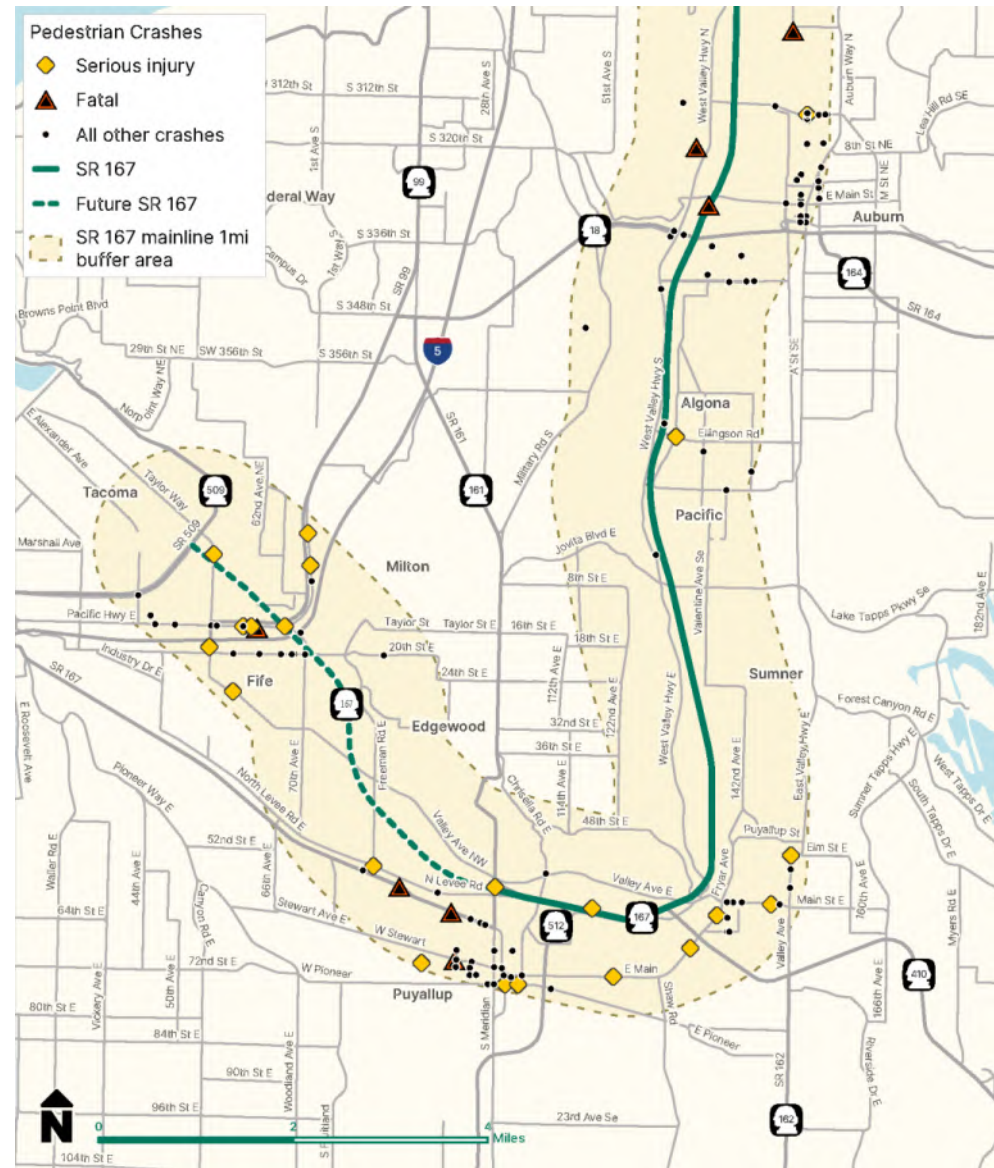 Pedestrian Crashes
Serious injury
Fatal
All other crashes
SR 167
Future SR 167
SR 167 mainline 1mi
buffer area
S 312th St
S 312th St
28th Ave S
51st Ave S
West Valley Hwy N
Auburn Way N
Lea Hill Rd SE
1st Ave S
S 320th St
8th St NE
99
deral Way
M St NE
E Main St
Auburn
18
S 336th St
1st Way S
Campus Dr
SR 99
164
SR 164
S 348th St
Browns Point Blvd
29th St NE
SW 356th St
S 356th St
5
A St SE
West Valley Hwy S
Algona
Ellingson Rd
SR 161
Military Rd S
E Alexander Ave
Taylor Way
62nd Ave NE
Tacoma
509
161
SR 509
Pacific
Marshall Ave
Jovita Blvd E
Milton
8th St E
Valentine Ave Se
Lake Tapps Pkwy Se
182nd Ave E
Pacific Hwy E
Taylor St
Taylor St E
16th St E
18th St E
20th St E
Industry Dr E
24th St E
Sumner
SR 167
Fife
167
112th Ave E
122nd Ave E
West Valley Hwy E
Forest Canyon Rd E
E Roosevelt Ave
Edgewood
32nd St E
36th St E
70th Ave E
Freeman Rd E
East Valley Hwy E
Sumner Tapps Hwy E
West Tapps Dr E
South Tapps Dr E
Pioneer Way E
North Levee Rd E
Chrisella Rd E
114th Ave E
142nd Ave E
48th St E
Puyallup St
Elm St E
Waller Rd E
52nd St E
44th Ave E
66th Ave E
Valley Ave NW
N Levee Rd
Valley Ave E
Fryar Ave
Main St E
160th Ave E
Myers Rd E
64th St E
Canyon Rd E
Stewart Ave E
W Stewart
512
167
Valley Ave
72nd St E
W Pioneer
E Main
410
Vickery Ave E
50th Ave E
Puyallup
Shaw Rd
166th Ave E
80th St E
84th St E
S Meridian
E Pioneer
SR 162
Riverside Dr E
90th St E
Woodland Ave E
96th St E
23rd Ave Se
162
N
0
2
4
Miles
104th St E